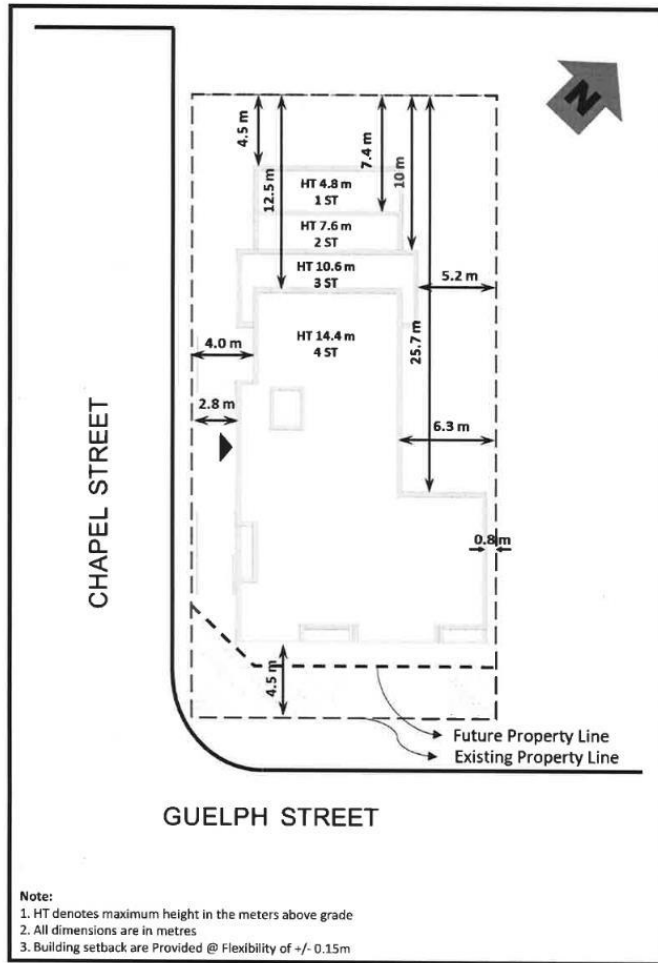 N
4.5 m
12.5 m
7.4 m
10 m
25.7 m
HT 4.8 m
1 ST
HT 7.6 m
2 ST
HT 10.6 m
3 ST
5.2 m
HT 14.4 m
4 ST
4.0 m
2.8 m
6.3 m
0.8 m
4.5 m
CHAPEL STREET
Future Property Line
Existing Property Line
GUELPH STREET
Note:
1. HT denotes maximum height in the meters above grade
2. All dimensions are in metres
3. Building setback are Provided @ Flexibility of +/- 0.15m